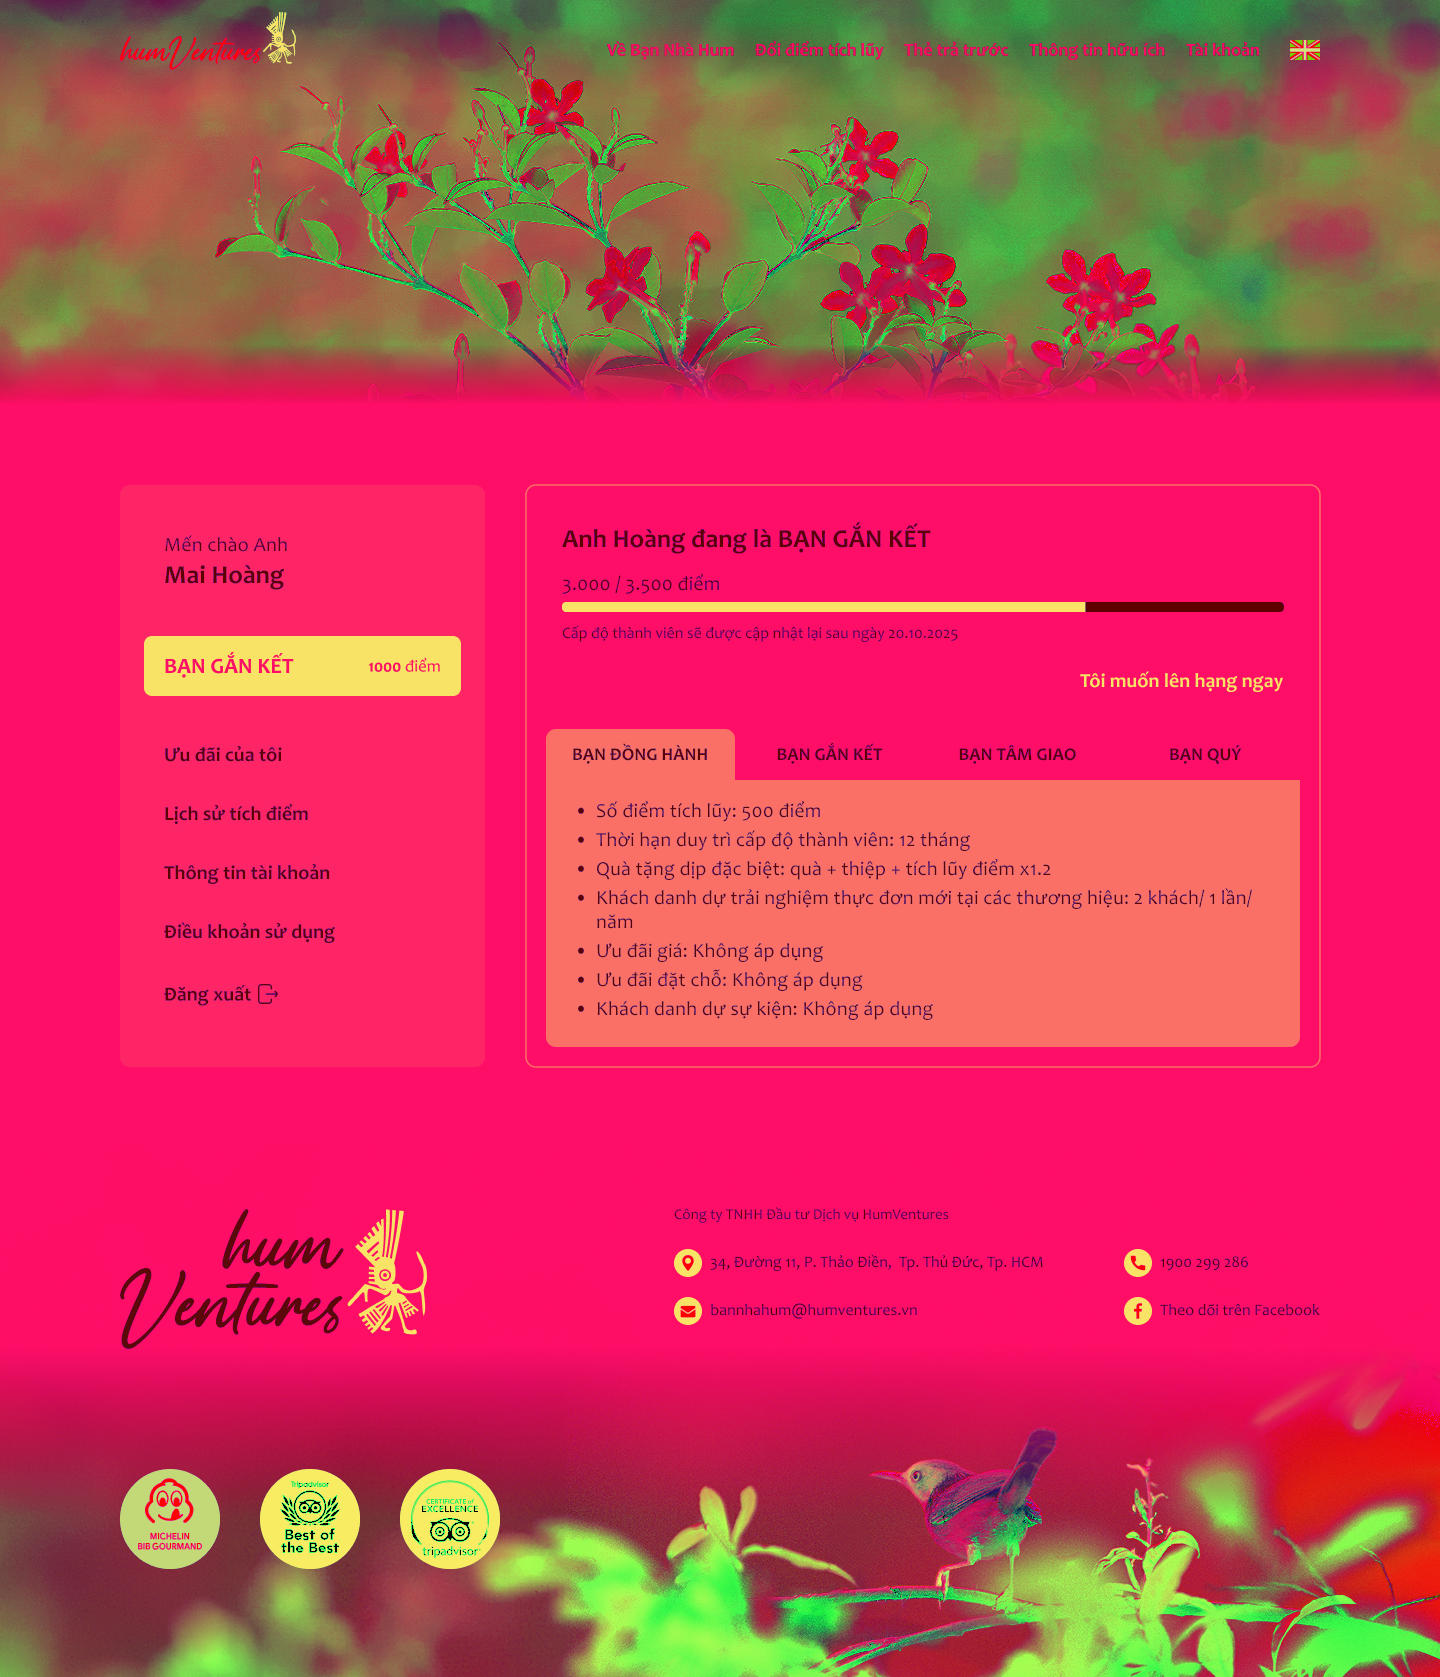 humVentures
Về Bạn Nhà Hum
Đổi điểm tích lũy
Thẻ trả trước
Thông tin hữu ích
Tài khoản
Mến chào Anh
Mai Hoàng
BẠN GẮN KẾT
1000 điểm
Ưu đãi của tôi
Lịch sử tích điểm
Thông tin tài khoản
Điều khoản sử dụng
Đăng xuất
Anh Hoàng đang là BẠN GẮN KẾT
3.000 / 3.500 điểm
Cấp độ thành viên sẽ được cập nhật lại sau ngày 20.10.2025
Tôi muốn lên hạng ngay
BẠN ĐỒNG HÀNH
BẠN GẮN KẾT
BẠN TÂM GIAO
BẠN QUÝ
• Số điểm tích lũy: 500 điểm
• Thời hạn duy trì cấp độ thành viên: 12 tháng
• Quà tặng dịp đặc biệt: quà + thiệp + tích lũy điểm x1.2
• Khách danh dự trải nghiệm thực đơn mới tại các thương hiệu: 2 khách/ 1 lần/
năm
• Ưu đãi giá: Không áp dụng
• Ưu đãi đặt chỗ: Không áp dụng
• Khách danh dự sự kiện: Không áp dụng
hum
Ventures
Công ty TNHH Đầu tư Dịch vụ HumVentures
34, Đường 11, P. Thảo Điền, Tp. Thủ Đức, Tp. HCM
1900 299 286
bannhahum@humventures.vn
Theo dõi trên Facebook
MICHELIN
BIB GOURMAND
Tripadvisor
Best of
the Best
CERTIFICATE of
EXCELLENCE
tripadvisor